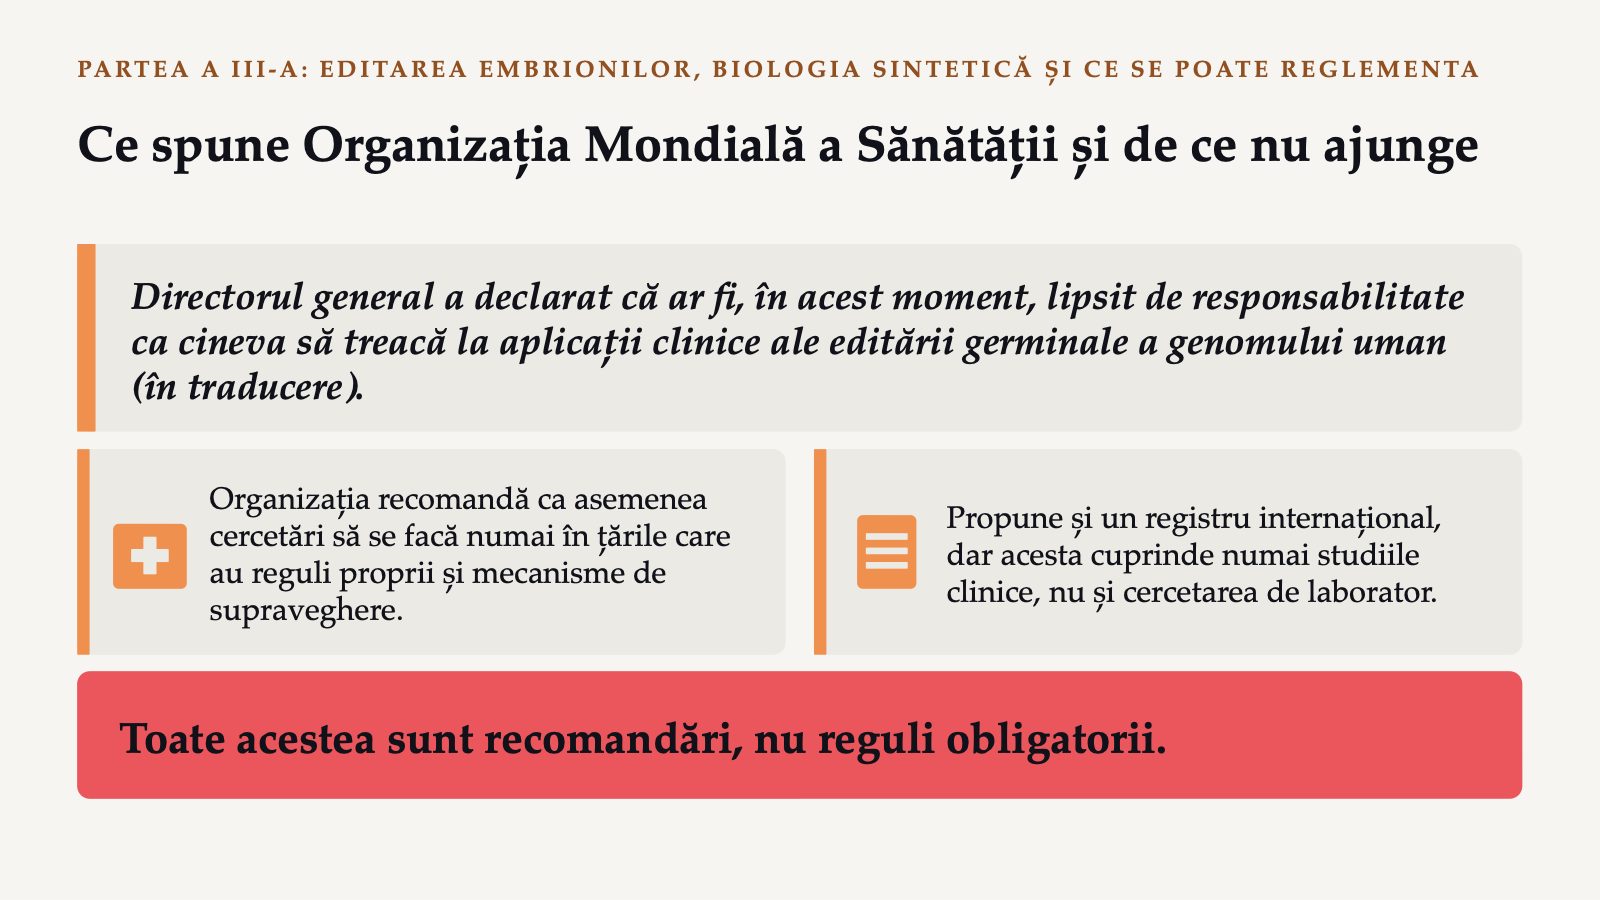 PARTEA A III-A: EDITAREA EMBRIONILOR, BIOLOGIA SINTETICĂ ȘI CE SE POATE REGLEMENTA
Ce spune Organizația Mondială a Sănătății și de ce nu ajunge
Directorul general a declarat că ar fi, în acest moment, lipsit de responsabilitate
ca cineva să treacă la aplicații clinice ale editării germinale a genomului uman
(în traducere).
Organizația recomandă ca asemenea
cercetări să se facă numai în țările care
au reguli proprii și mecanisme de
supraveghere.
Propune și un registru internațional,
dar acesta cuprinde numai studiile
clinice, nu și cercetarea de laborator.
Toate acestea sunt recomandări, nu reguli obligatorii.